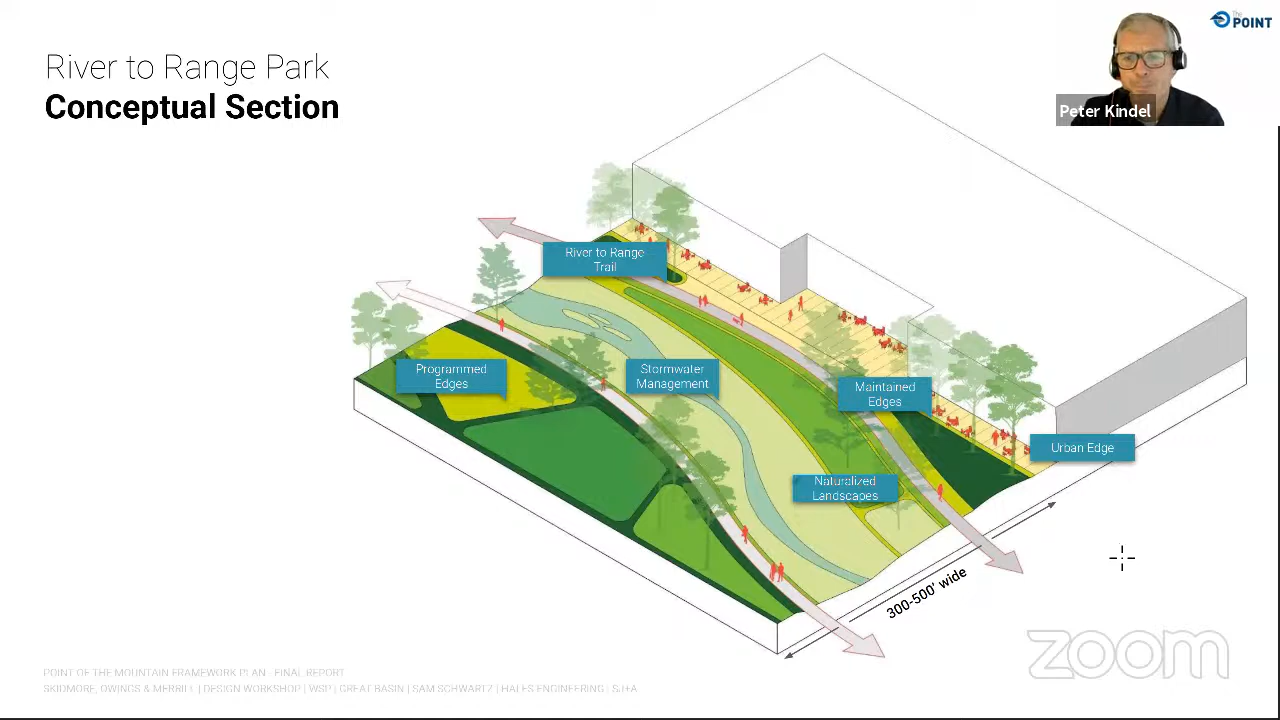 River to Range Park
Conceptual Section
The
POINT
Peter Kindel
River to Range
Trail
Programmed
Edges
Stormwater
Management
Maintained
Edges
Urban Edge
Naturalized
Landscapes
300-500' wide
zoom
POINT OF THE MOUNTAIN FRAMEWORK PLAN - FINAL REPORT
SKIDMORE, OWINGS & MERRILL | DESIGN WORKSHOP | WSP | GREAT BASIN | SAM SCHWARTZ | HALES ENGINEERING | SJ+A